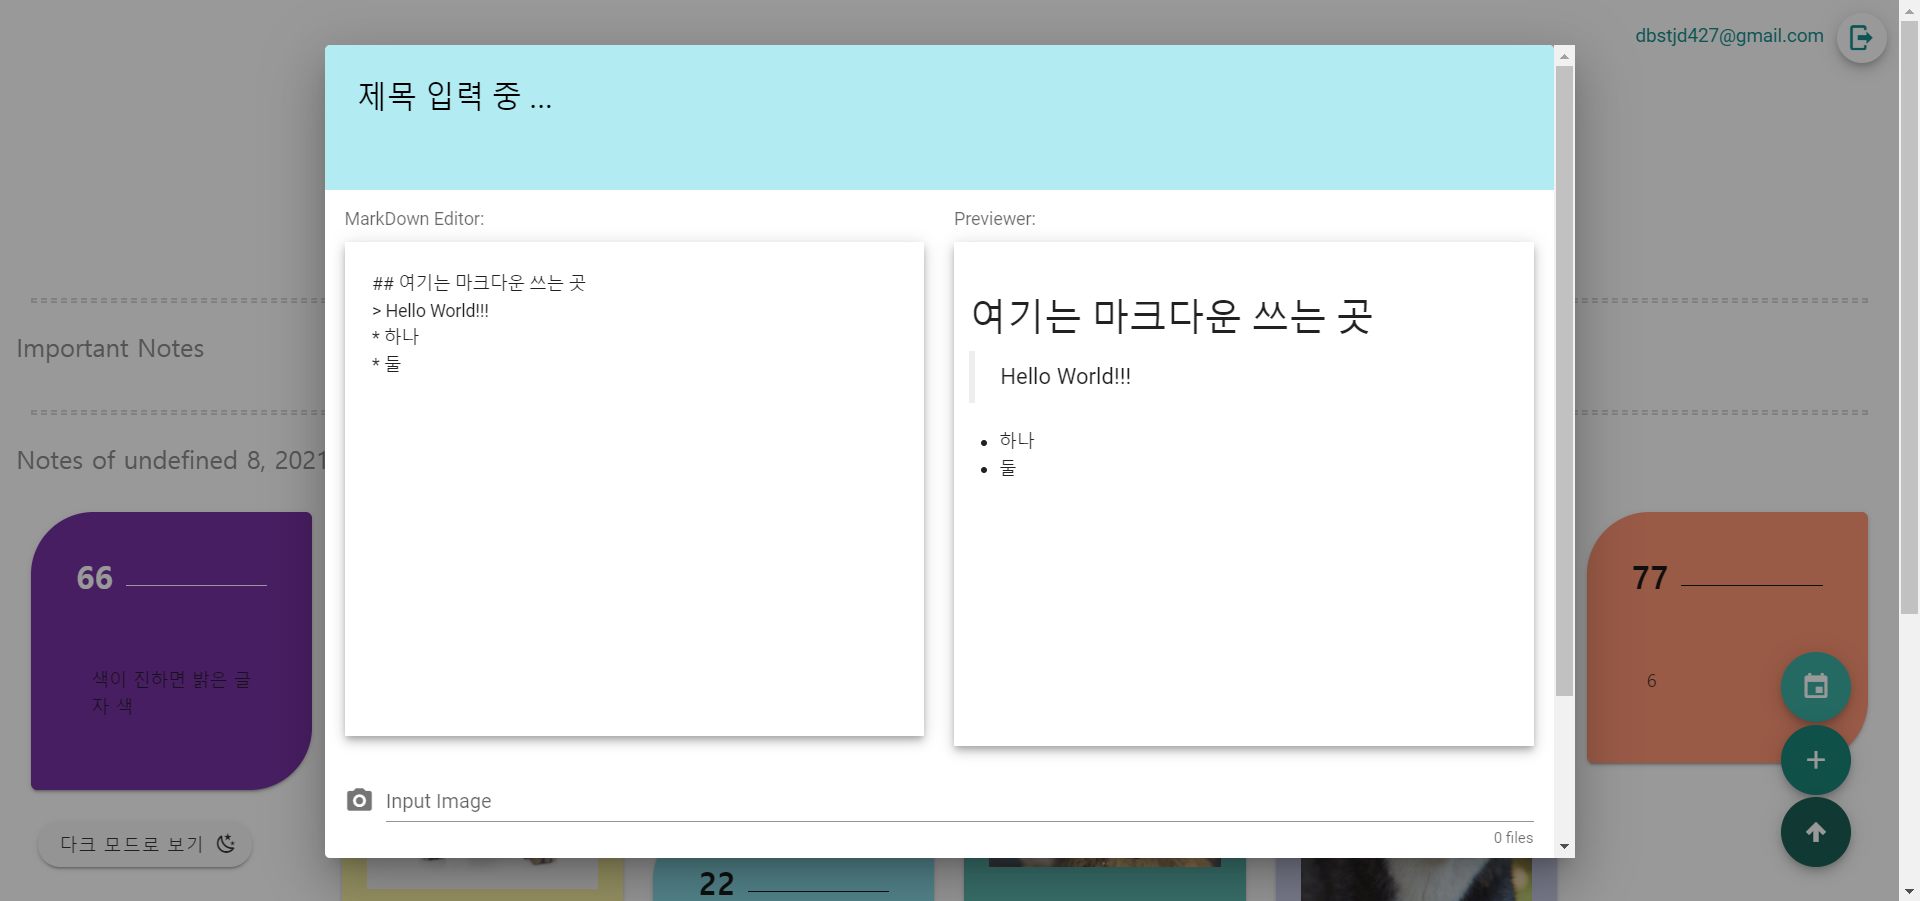 dbstjd427@gmail.com
제목 입력 중 ...
MarkDown Editor:
Previewer:
## 여기는 마크다운 쓰는 곳
> Hello World!!!
* 하나
* 둘
여기는 마크다운 쓰는 곳
Hello World!!!
• 하나
• 둘
Important Notes
Notes of undefined 8, 2021
66
색이 진하면 밝은 글
자 색
77
6
Input Image
0 files
다크 모드로 보기
22